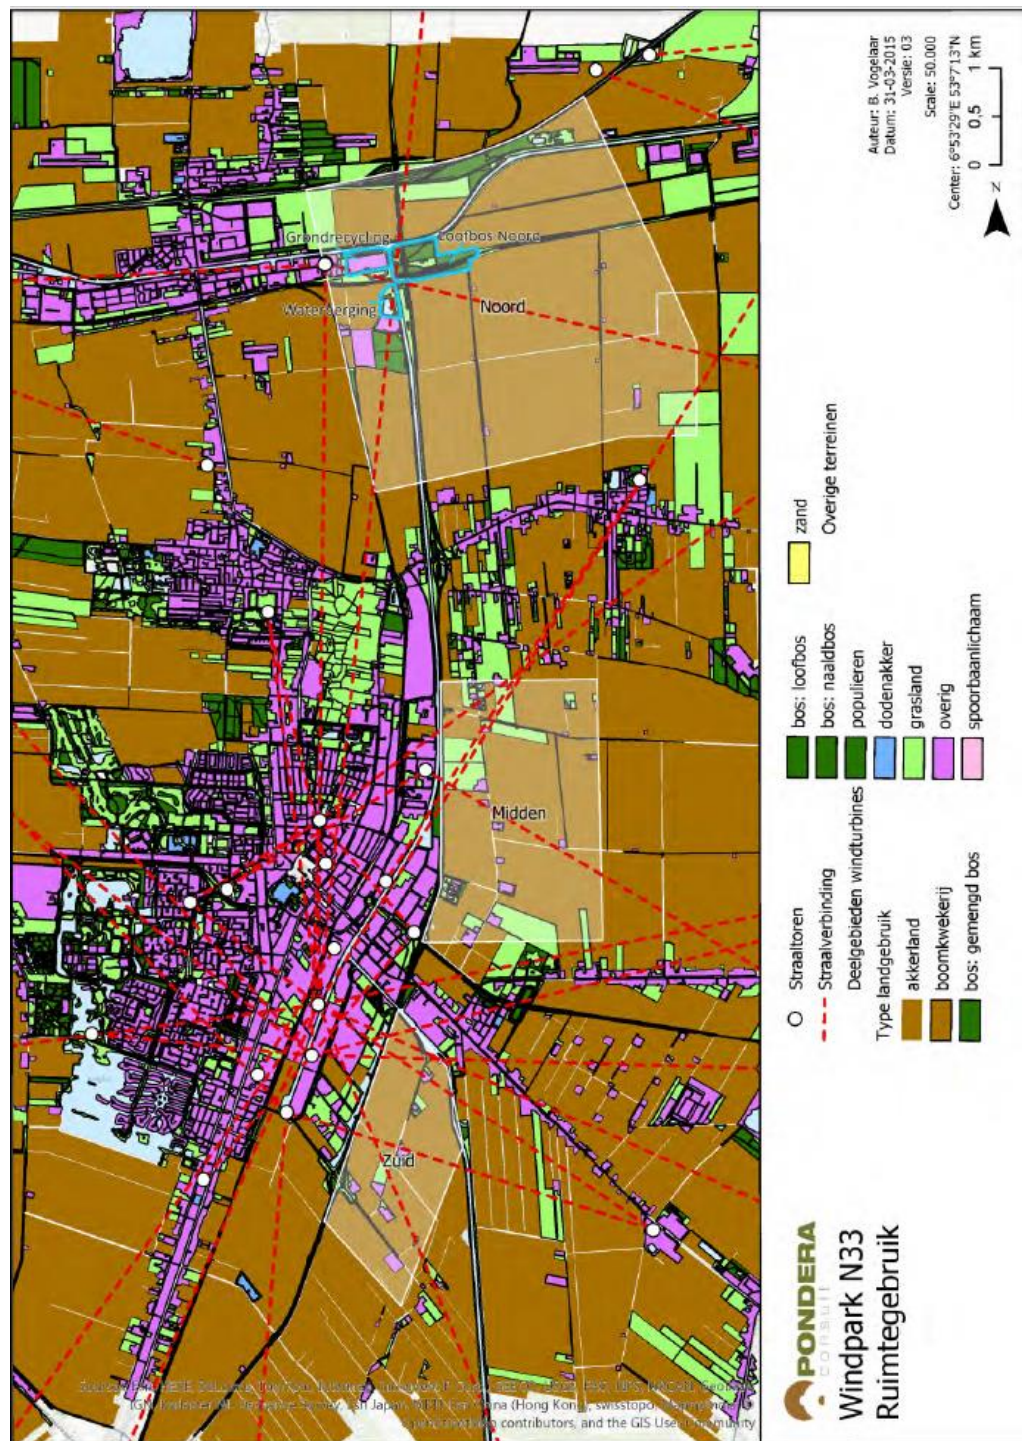 Grondrecycling
Loofbos Noord
Waterberging
Noord
Midden
Zuid
contributors, and the GIS User Community
PONDERA
CONSULT
Windpark N33
Ruimtegebruik
Straaltoren
Straalverbinding
Deelgebieden windturbines
Type landgebruik
akkerland
boomkwekerij
bos: gemengd bos
bos: loofbos
bos: naaldbos
populieren
dodenakker
grasland
overig
spoorbaanlichaam
zand
Overige terreinen
Auteur: B. Vogelaar
Datum: 31-03-2015
Versie: 03
Scale: 50.000
Center: 6°53'29"E 53°7'13"N
0 0,5 1 km
N